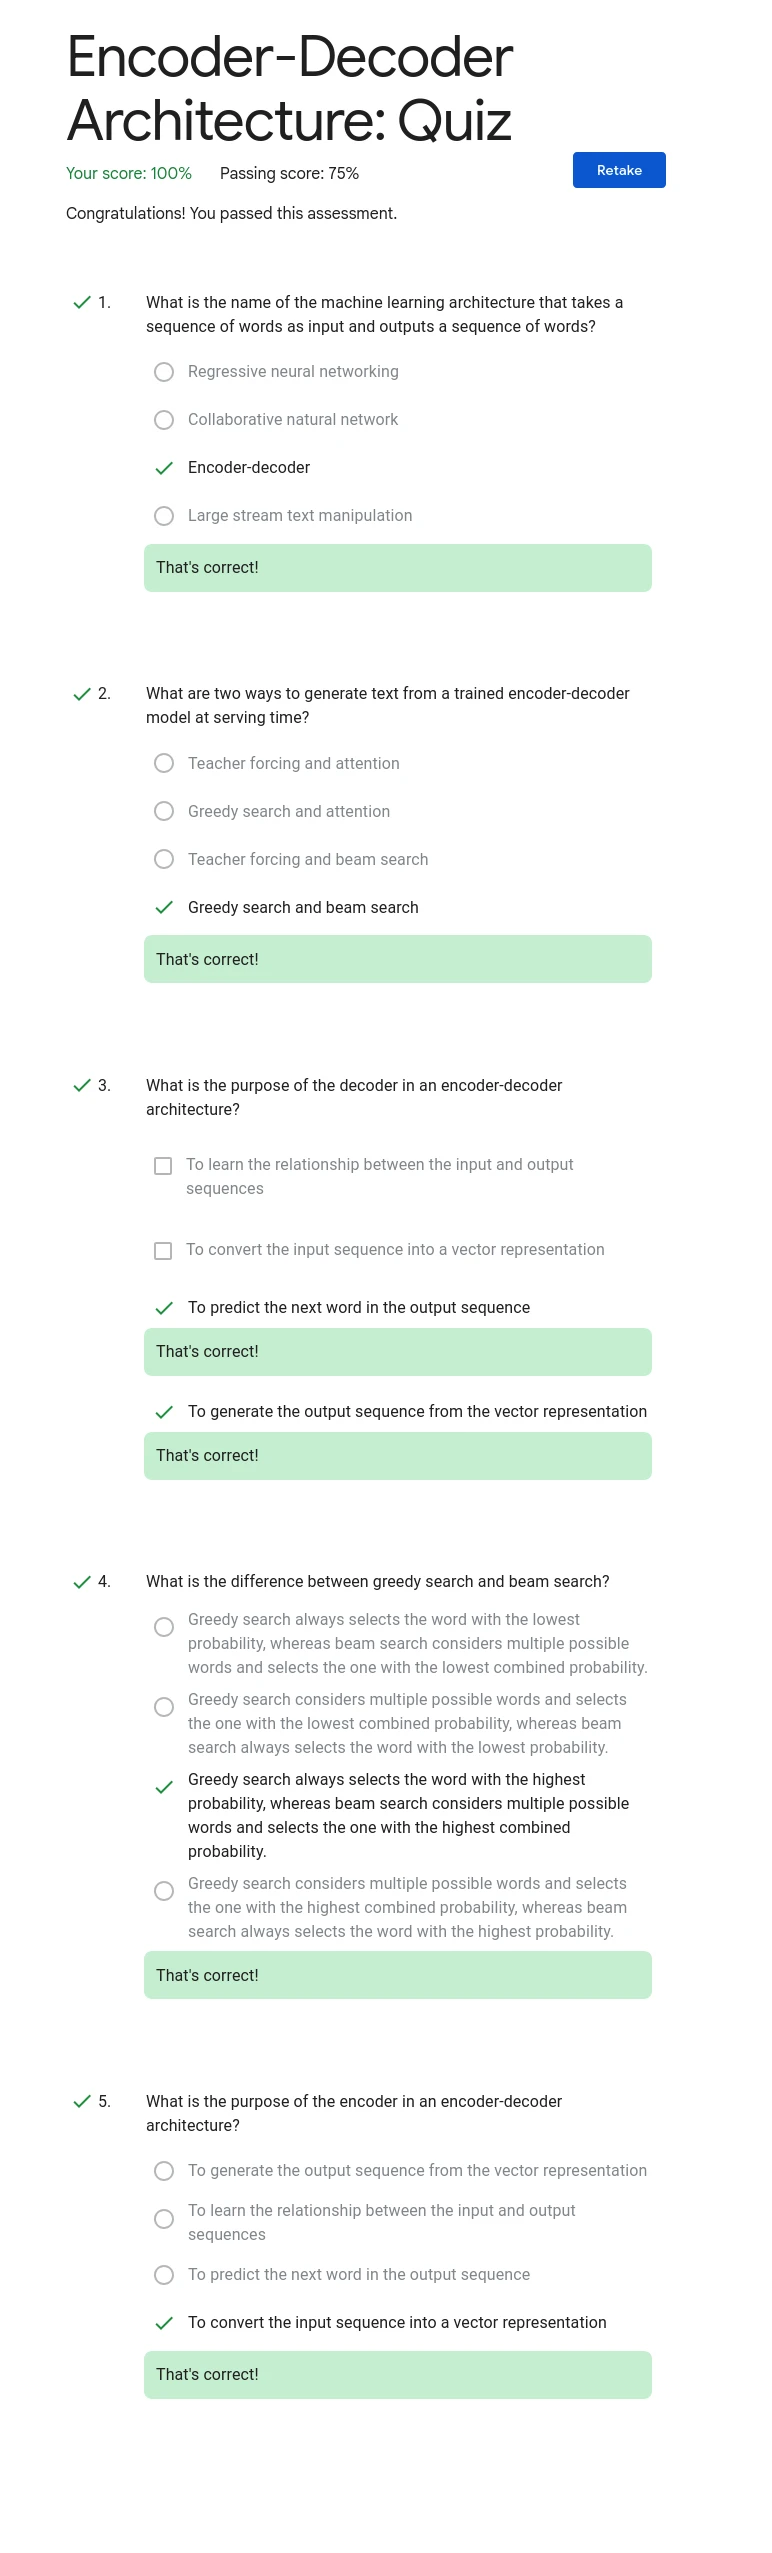 Encoder-Decoder
Architecture: Quiz
Your score: 100% Passing score: 75%
Retake
Congratulations! You passed this assessment.
1. What is the name of the machine learning architecture that takes a
sequence of words as input and outputs a sequence of words?
Regressive neural networking
Collaborative natural network
Encoder-decoder
Large stream text manipulation
That's correct!
2. What are two ways to generate text from a trained encoder-decoder
model at serving time?
Teacher forcing and attention
Greedy search and attention
Teacher forcing and beam search
Greedy search and beam search
That's correct!
3. What is the purpose of the decoder in an encoder-decoder
architecture?
To learn the relationship between the input and output
sequences
To convert the input sequence into a vector representation
To predict the next word in the output sequence
That's correct!
To generate the output sequence from the vector representation
That's correct!
4. What is the difference between greedy search and beam search?
Greedy search always selects the word with the lowest
probability, whereas beam search considers multiple possible
words and selects the one with the lowest combined probability.
Greedy search considers multiple possible words and selects
the one with the lowest combined probability, whereas beam
search always selects the word with the lowest probability.
Greedy search always selects the word with the highest
probability, whereas beam search considers multiple possible
words and selects the one with the highest combined
probability.
Greedy search considers multiple possible words and selects
the one with the highest combined probability, whereas beam
search always selects the word with the highest probability.
That's correct!
5. What is the purpose of the encoder in an encoder-decoder
architecture?
To generate the output sequence from the vector representation
To learn the relationship between the input and output
sequences
To predict the next word in the output sequence
To convert the input sequence into a vector representation
That's correct!